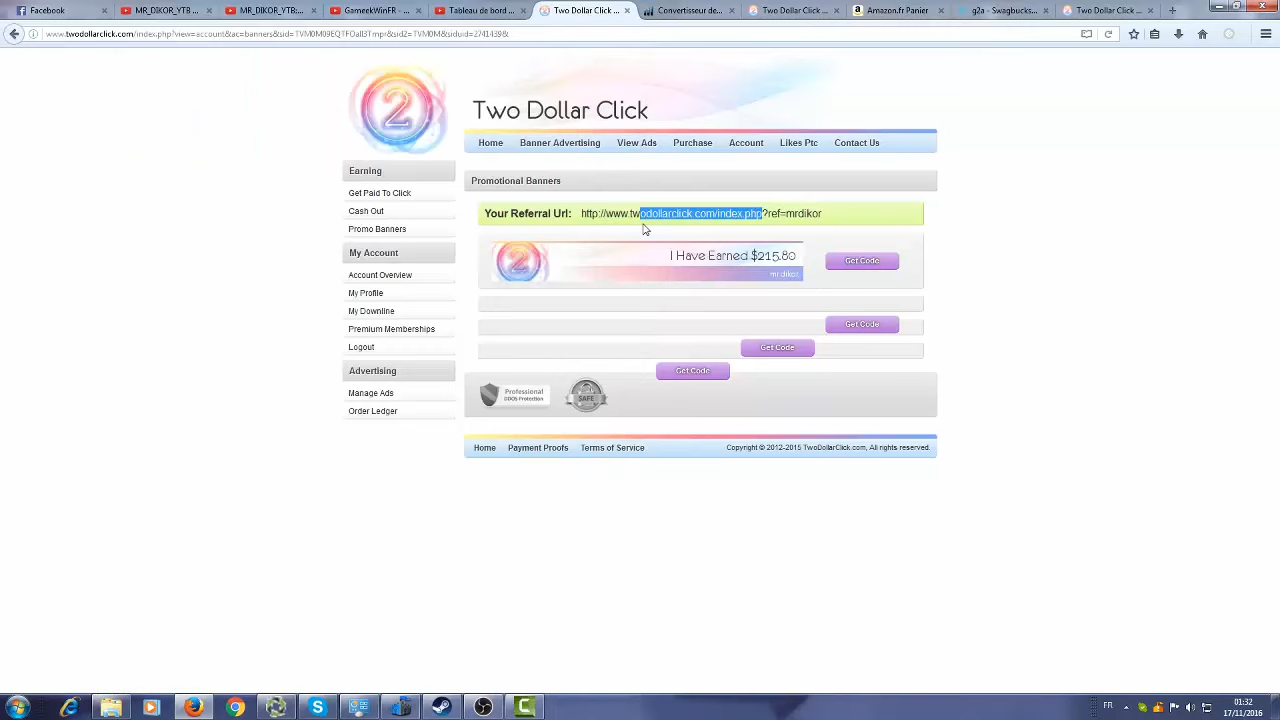 Facebook
MR_DIKOR_YTB ...
MR_DIKOR_YTB: ...
GameekWinFR - ...
Tableau de bord ...
Two Dollar Click ...
Convertisseur de...
Two Dollar Click ...
Amazon.fr Panier
g2a - Swagbucks...
Two Dollar Click ...
www.twodollarclick.com/index.php?view=account&ac=banners&sid=
Two Dollar Click
2
Home
Banner Advertising
View Ads
Purchase
Account
Likes Ptc
Contact Us
Earning
Get Paid To Click
Cash Out
Promo Banners
My Account
Account Overview
My Profile
My Downline
Premium Memberships
Logout
Advertising
Manage Ads
Order Ledger
Promotional Banners
Your Referral Url: http://www.twodollarclick.com/index.php?ref=mrdikor
2
I Have Earned $215.80
mrdikor
Get Code
Get Code
Get Code
Get Code
Professional
DDOS Protection
SAFE
Home
Payment Proofs
Terms of Service
Copyright © 2012-2015 TwoDollarClick.com, All rights reserved.
FR
01:32
17/11/2016